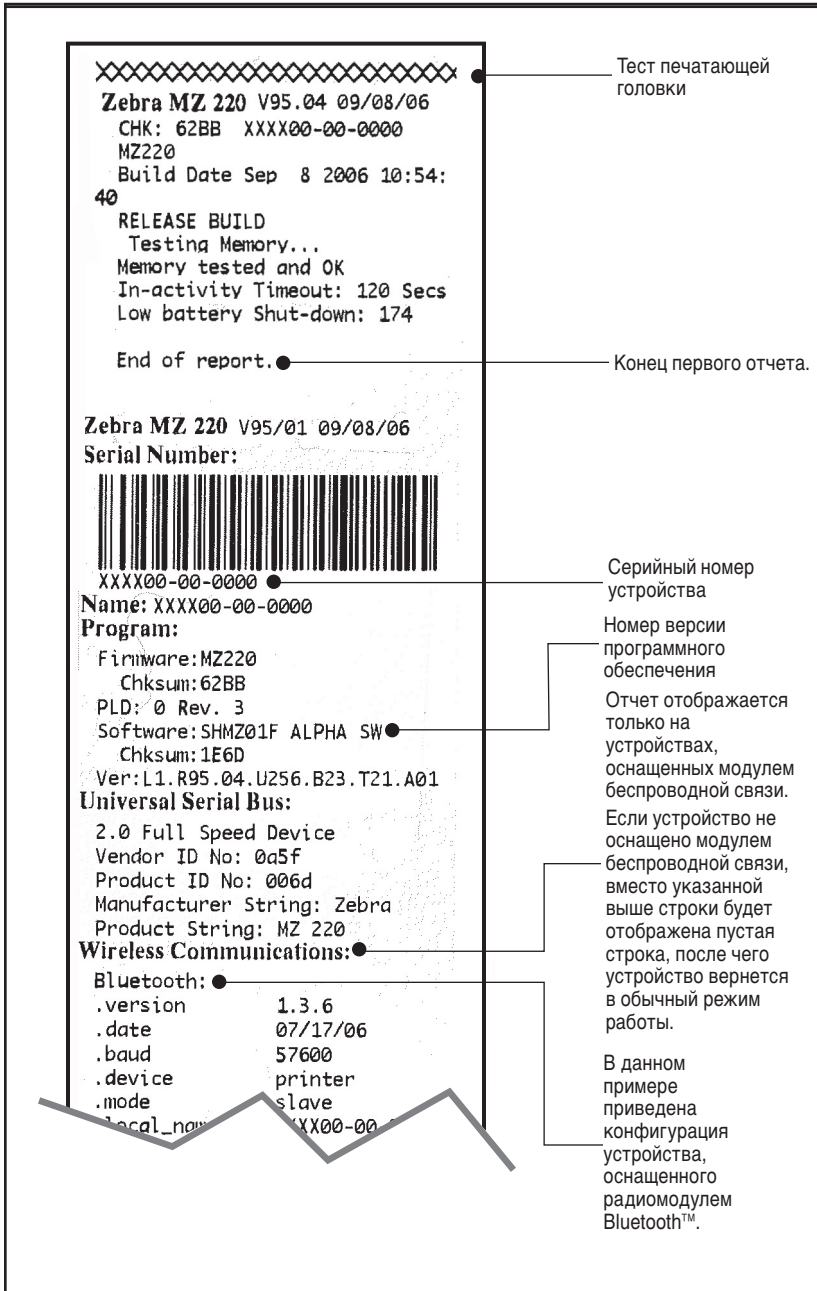 Zebra MZ 220 V95.04 09/08/06
CHK: 62BB XXXX00-00-0000
MZ220
Build Date Sep 8 2006 10:54:
40
RELEASE BUILD
Testing Memory...
Memory tested and OK
In-activity Timeout: 120 Secs
Low battery Shut-down: 174
End of report.
Zebra MZ 220 V95/01 09/08/06
Serial Number:
XXXX00-00-0000
Name: XXXX00-00-0000
Program:
Firmware:MZ220
Chksum:62BB
PLD: 0 Rev. 3
Software:SHMZ01F ALPHA SW
Chksum:1E6D
Ver:L1.R95.04.U256.B23.T21.A01
Universal Serial Bus:
2.0 Full Speed Device
Vendor ID No: 0a5f
Product ID No: 006d
Manufacturer String: Zebra
Product String: MZ 220
Wireless Communications:
Bluetooth:
.version 1.3.6
.date 07/17/06
.baud 57600
.device printer
.mode slave
Тест печатающей
головки
Конец первого отчета.
Серийный номер
устройства
Номер версии
программного
обеспечения
Отчет отображается
только на
устройствах,
оснащенных модулем
беспроводной связи.
Если устройство не
оснащено модулем
беспроводной связи,
вместо указанной
выше строки будет
отображена пустая
строка, после чего
устройство вернется
в обычный режим
работы.
В данном
примере
приведена
конфигурация
устройства,
оснащенного
радиомодулем
Bluetooth™.